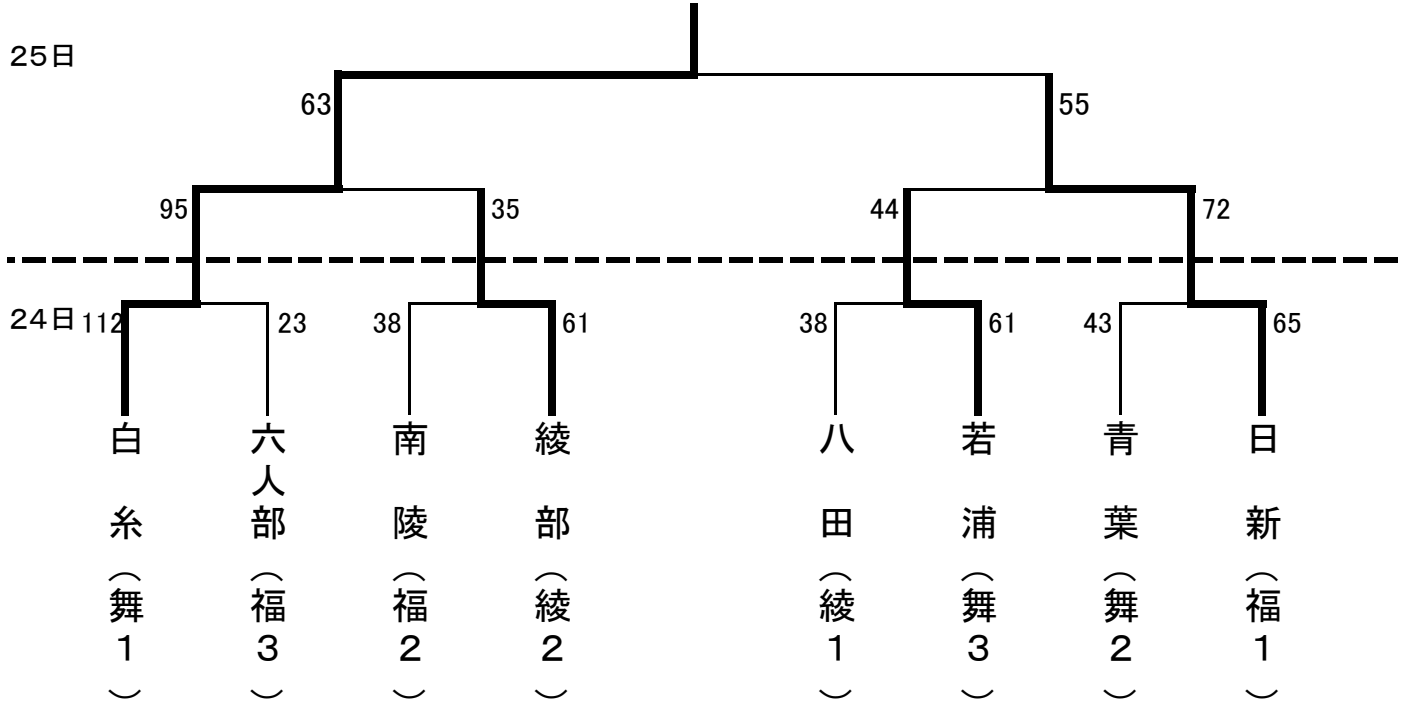 25日
63
55
95
35
44
72
24日
112
23
38
61
38
61
43
65
白糸(舞1)
六人部(福3)
南陵(福2)
綾部(綾2)
八田(綾1)
若浦(舞3)
青葉(舞2)
日新(福1)